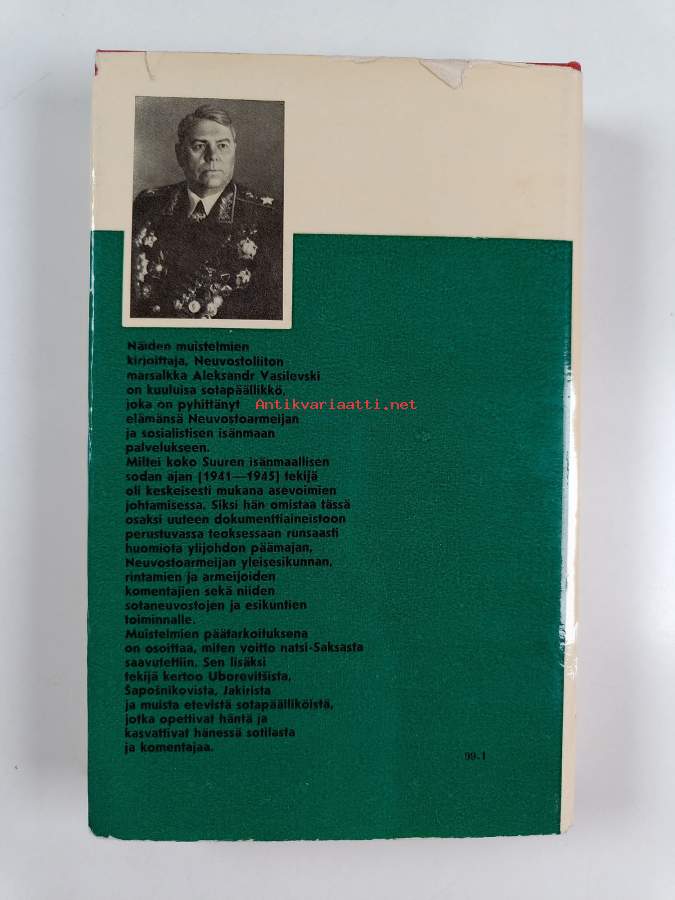 Näiden muistelmien
kirjoittaja, Neuvostoliiton
marsalkka Aleksandr Vasilevski
on kuuluisa sotapäällikkö,
joka on pyhittänyt
Antikvariaatti.net
elämänsä Neuvostoarmeijan
ja sosialistisen isänmaan
palvelukseen.
Miltei koko Suuren isänmaallisen
sodan ajan [1941—1945] tekijä
oli keskeisesti mukana asevoimien
johtamisessa. Siksi hän omistaa tässä
osaksi uuteen dokumenttiaineistoon
perustuvassa teoksessaan runsaasti
huomiota ylijohdon päämajan,
Neuvostoarmeijan yleisesikunnan,
rintamien ja armeijoiden
komentajien sekä niiden
sotaneuvostojen ja esikuntien
toiminnalle.
Muistelmien päätarkoituksena
on osoittaa, miten voitto natsi-Saksasta
saavutettiin. Sen lisäksi
tekijä kertoo Uborevitšista,
Šapošnikovista, Jakirista
ja muista etevistä sotapäälliköistä,
jotka opettivat häntä ja
kasvattivat hänessä sotilasta
ja komentajaa.
99.1